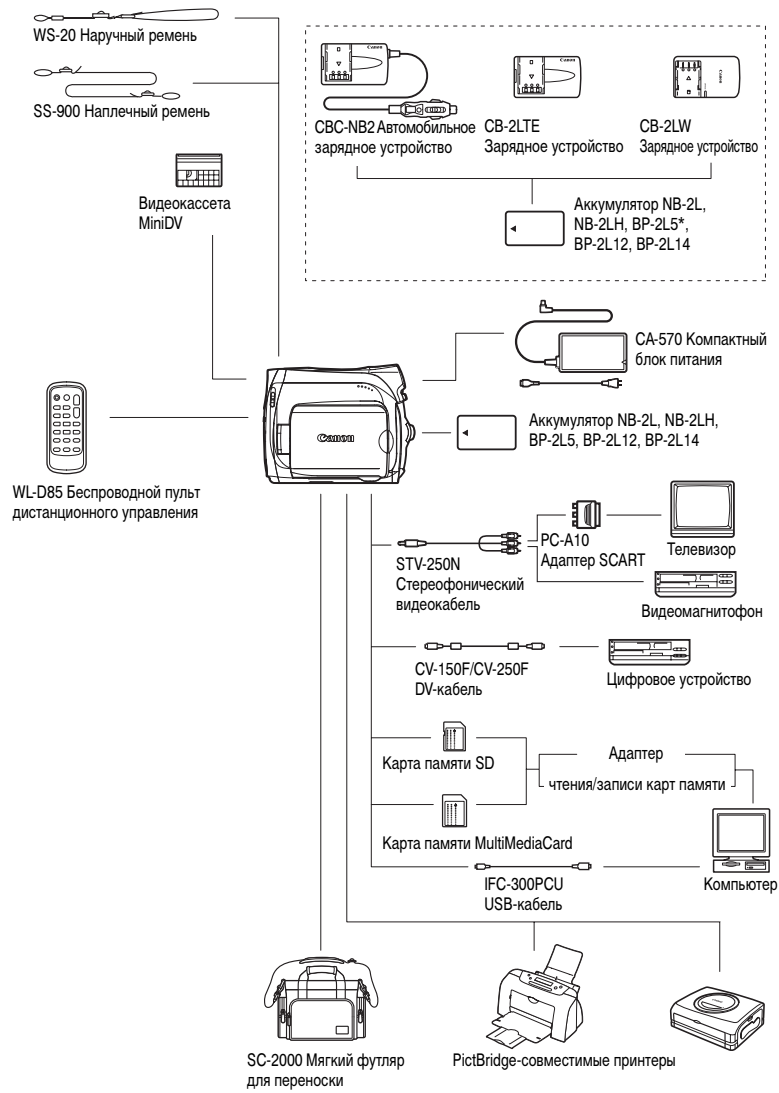 WS-20 Наручный ремень
SS-900 Наплечный ремень
Canon
Canon
Canon
CBC-NB2 Автомобильное
зарядное устройство
CB-2LTE
Зарядное устройство
CB-2LW
Зарядное устройство
Видеокассета
MiniDV
Аккумулятор NB-2L,
NB-2LH, BP-2L5*,
BP-2L12, BP-2L14
CA-570 Компактный
блок питания
Canon
Аккумулятор NB-2L, NB-2LH,
BP-2L5, BP-2L12, BP-2L14
WL-D85 Беспроводной пульт
дистанционного управления
STV-250N
Стереофонический
видеокабель
PC-A10
Адаптер SCART
Телевизор
Видеомагнитофон
CV-150F/CV-250F
DV-кабель
Цифровое устройство
Карта памяти SD
Адаптер
чтения/записи карт памяти
Карта памяти MultiMediaCard
Компьютер
IFC-300PCU
USB-кабель
SC-2000 Мягкий футляр
для переноски
PictBridge-совместимые принтеры